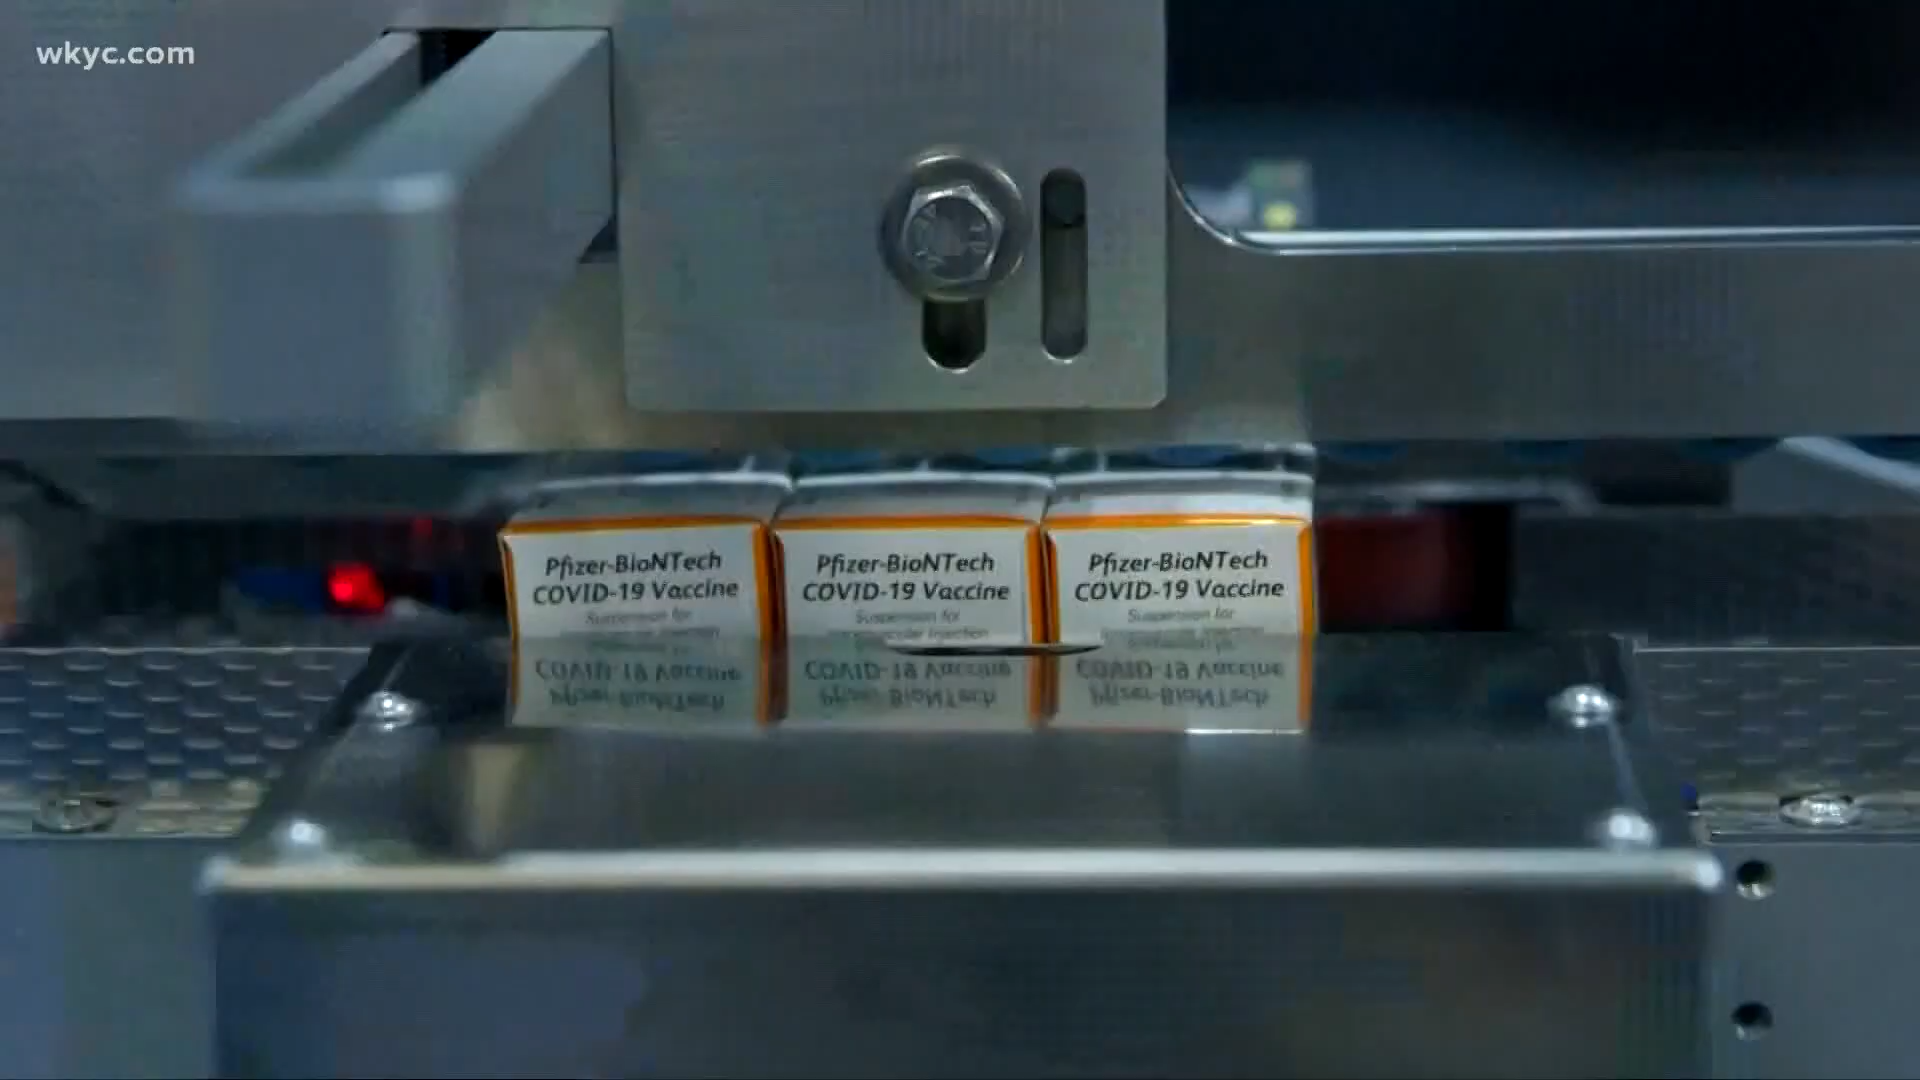 wkyc.com
Pfizer-BioNTech
COVID-19 Vaccine
Suspension for
Pfizer-BioNTech
COVID-19 Vaccine
Suspension for
Injection
Pfizer-BioNTech
COVID-19 Vaccine
Suspension for